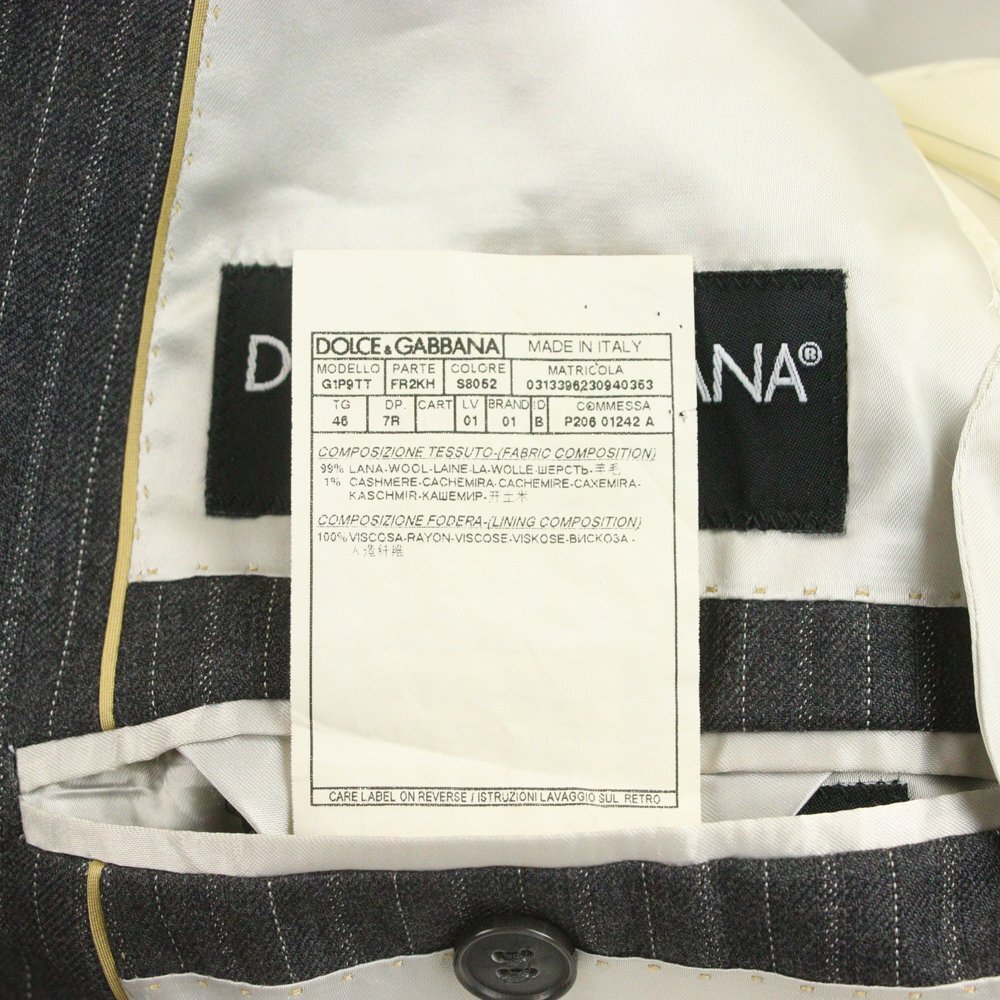 D
ANA®
DOLCE & GABBANA MADE IN ITALY
MODELLO PARTE COLORE MATRICOLA
G1P9TT FR2KH S8052 0313396230940353
TG DP. CART LV BRAND ID COMMESSA
46 7R 01 01 B P206 01242 A
COMPOSIZIONE TESSUTO-(FABRIC COMPOSITION)
99% LANA-WOOL-LAINE-LA-WOLLE-ШЕРСТЬ-羊毛
1% CASHMERE-CACHEMIRA-CACHEMIRE-CAXEMIRA-
KASCHMIR-КАШЕМИР-开士米
COMPOSIZIONE FODERA-(LINING COMPOSITION)
100% VISCOSA-RAYON-VISCOSE-VISKOSE-ВИСКОЗА-
人造纤维
CARE LABEL ON REVERSE / ISTRUZIONI LAVAGGIO SUL RETRO